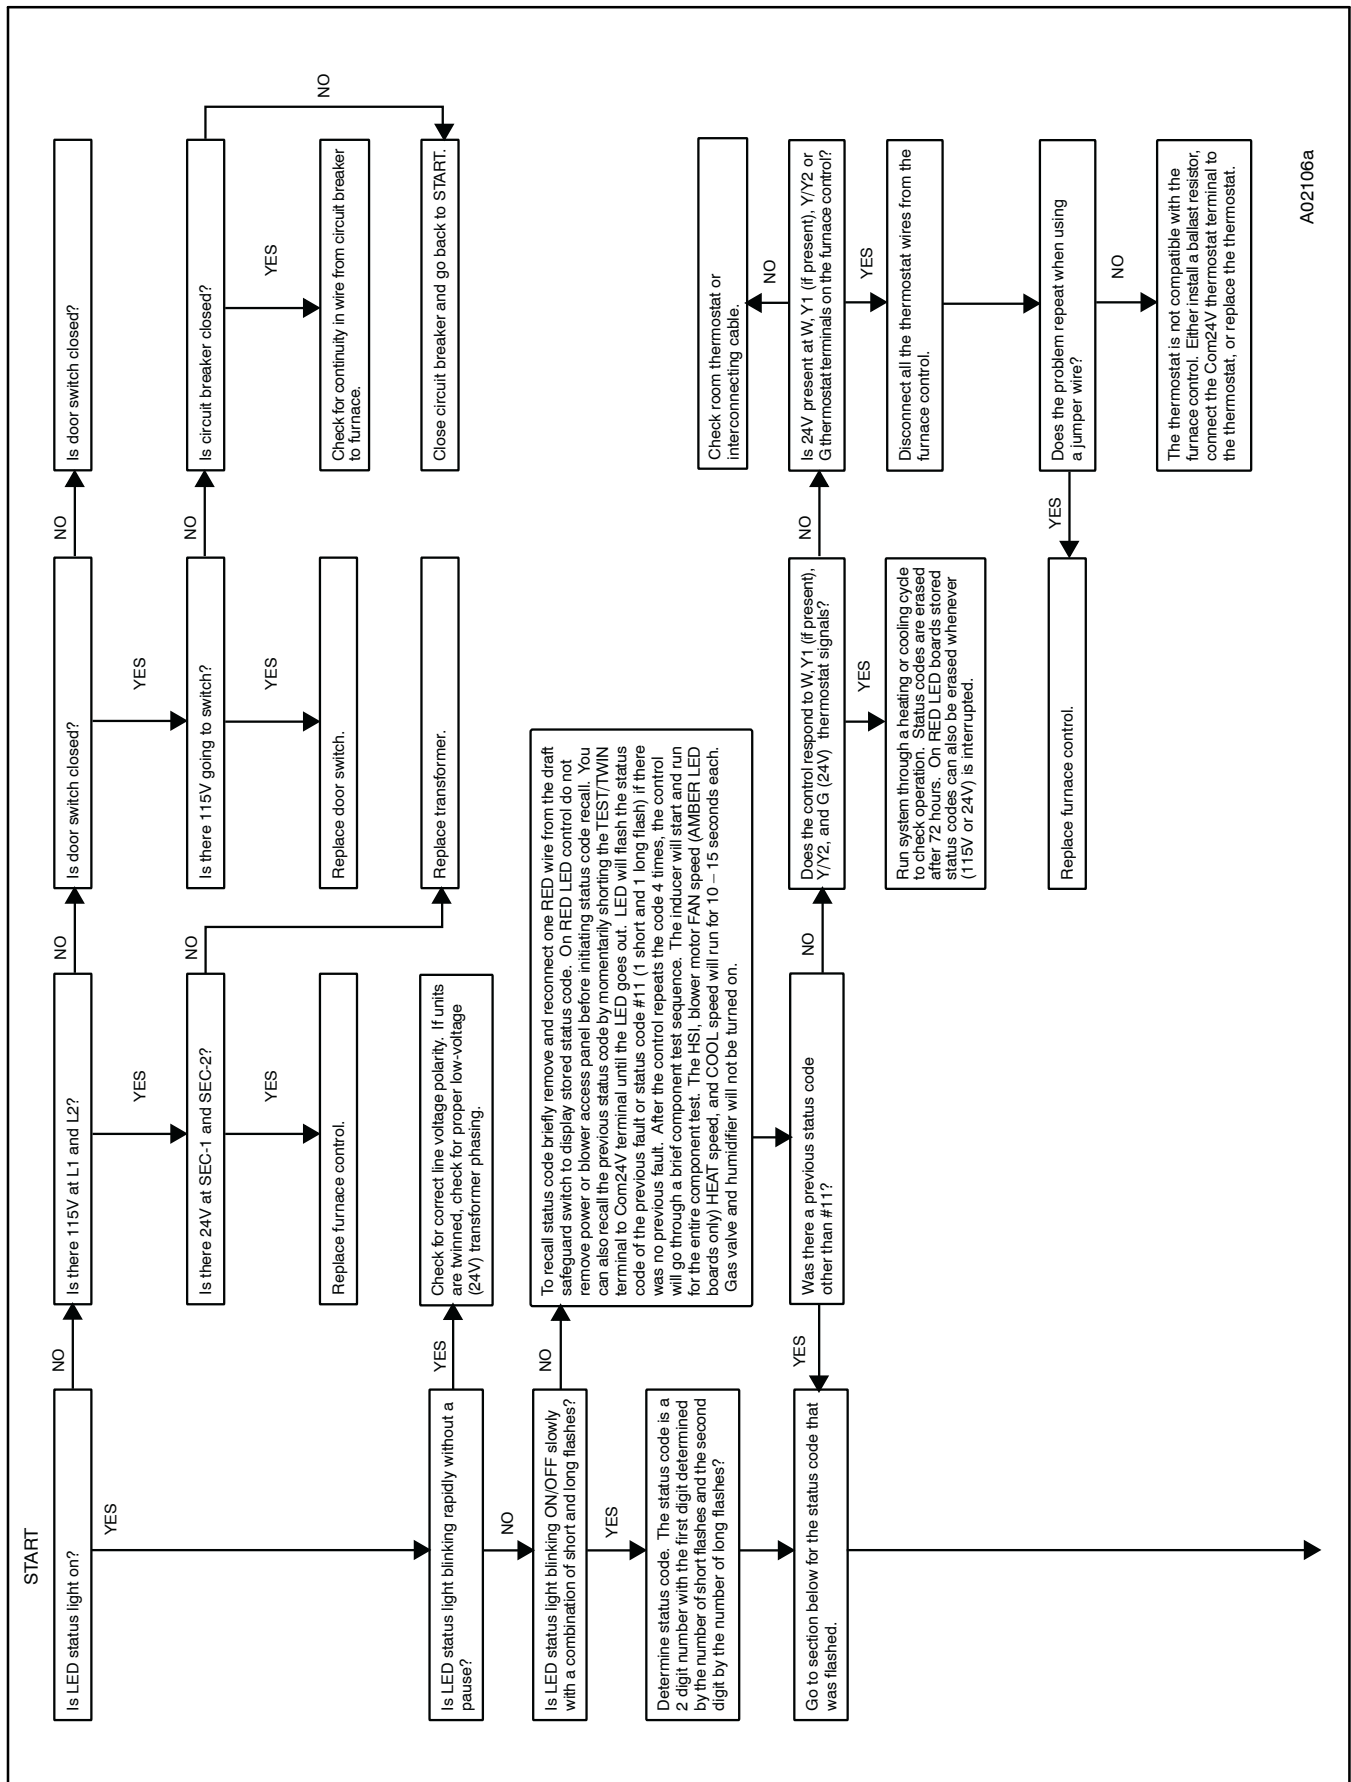 START
Is LED status light on?
NO
YES
Is there 115V at L1 and L2?
NO
YES
Is door switch closed?
NO
YES
Is door switch closed?
Is there 24V at SEC-1 and SEC-2?
NO
YES
Is there 115V going to switch?
NO
YES
Is circuit breaker closed?
NO
YES
Replace furnace control.
Replace door switch.
Check for continuity in wire from circuit breaker
to furnace.
Is LED status light blinking rapidly without a
pause?
YES
NO
Check for correct line voltage polarity. If units
are twinned, check for proper low-voltage
(24V) transformer phasing.
Replace transformer.
Close circuit breaker and go back to START.
Is LED status light blinking ON/OFF slowly
with a combination of short and long flashes?
NO
YES
To recall status code briefly remove and reconnect one RED wire from the draft
safeguard switch to display stored status code. On RED LED control do not
remove power or blower access panel before initiating status code recall. You
can also recall the previous status code by momentarily shorting the TEST/TWIN
terminal to Com24V terminal until the LED goes out. LED will flash the status
code of the previous fault or status code #11 (1 short and 1 long flash) if there
was no previous fault. After the control repeats the code 4 times, the control
will go through a brief component test sequence. The inducer will start and run
for the entire component test. The HSI, blower motor FAN speed (AMBER LED
boards only) HEAT speed, and COOL speed will run for 10 – 15 seconds each.
Gas valve and humidifier will not be turned on.
Determine status code. The status code is a
2 digit number with the first digit determined
by the number of short flashes and the second
digit by the number of long flashes?
Check room thermostat or
interconnecting cable.
Go to section below for the status code that
was flashed.
YES
Was there a previous status code
other than #11?
NO
Does the control respond to W,Y1 (if present),
Y/Y2, and G (24V) thermostat signals?
NO
YES
Is 24V present at W, Y1 (if present), Y/Y2 or
G thermostat terminals on the furnace control?
NO
YES
Run system through a heating or cooling cycle
to check operation. Status codes are erased
after 72 hours. On RED LED boards stored
status codes can also be erased whenever
(115V or 24V) is interrupted.
Disconnect all the thermostat wires from the
furnace control.
Replace furnace control.
YES
Does the problem repeat when using
a jumper wire?
NO
The thermostat is not compatible with the
furnace control. Either install a ballast resistor,
connect the Com24V thermostat terminal to
the thermostat, or replace the thermostat.
A02106a